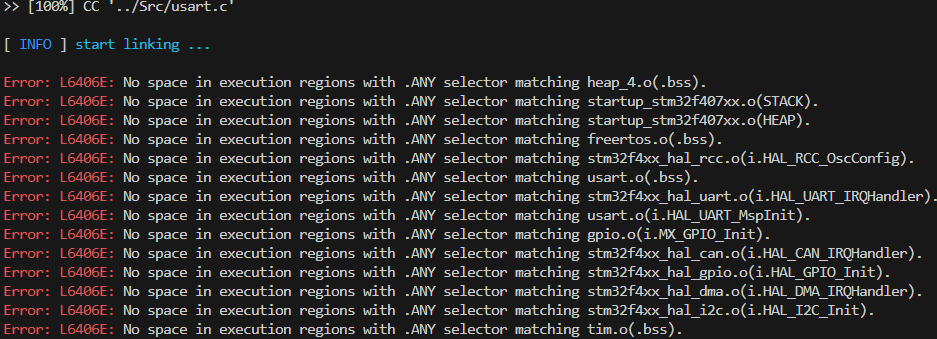 >> [100%] CC '../Src/usart.c'
[ INFO ] start linking ...
Error: L6406E: No space in execution regions with .ANY selector matching heap_4.o(.bss).
Error: L6406E: No space in execution regions with .ANY selector matching startup_stm32f407xx.o(STACK).
Error: L6406E: No space in execution regions with .ANY selector matching startup_stm32f407xx.o(HEAP).
Error: L6406E: No space in execution regions with .ANY selector matching freertos.o(.bss).
Error: L6406E: No space in execution regions with .ANY selector matching stm32f4xx_hal_rcc.o(i.HAL_RCC_OscConfig).
Error: L6406E: No space in execution regions with .ANY selector matching usart.o(.bss).
Error: L6406E: No space in execution regions with .ANY selector matching stm32f4xx_hal_uart.o(i.HAL_UART_IRQHandler).
Error: L6406E: No space in execution regions with .ANY selector matching usart.o(i.HAL_UART_MspInit).
Error: L6406E: No space in execution regions with .ANY selector matching gpio.o(i.MX_GPIO_Init).
Error: L6406E: No space in execution regions with .ANY selector matching stm32f4xx_hal_can.o(i.HAL_CAN_IRQHandler).
Error: L6406E: No space in execution regions with .ANY selector matching stm32f4xx_hal_gpio.o(i.HAL_GPIO_Init).
Error: L6406E: No space in execution regions with .ANY selector matching stm32f4xx_hal_dma.o(i.HAL_DMA_IRQHandler).
Error: L6406E: No space in execution regions with .ANY selector matching stm32f4xx_hal_i2c.o(i.HAL_I2C_Init).
Error: L6406E: No space in execution regions with .ANY selector matching tim.o(.bss).